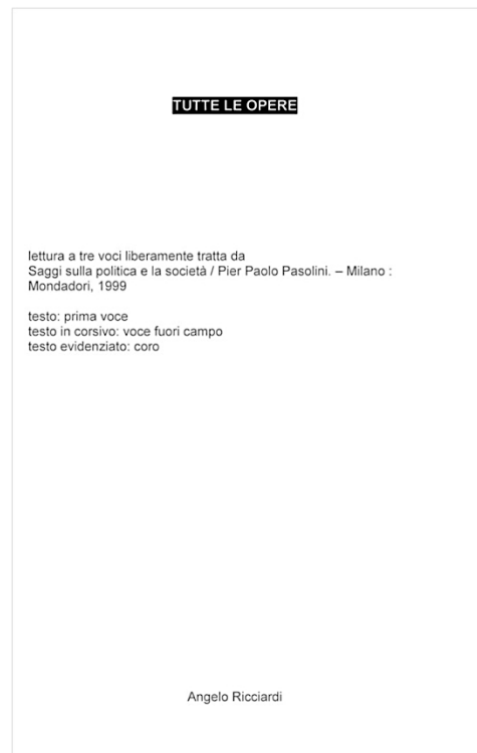 TUTTE LE OPERE
lettura a tre voci liberamente tratta da
Saggi sulla politica e la società / Pier Paolo Pasolini. – Milano :
Mondadori, 1999
testo: prima voce
testo in corsivo: voce fuori campo
testo evidenziato: coro
Angelo Ricciardi